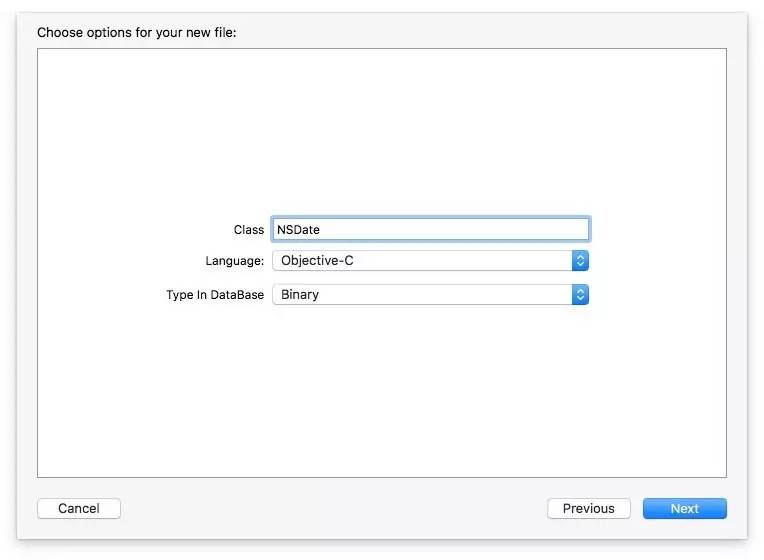 Choose options for your new file:
Class NSDate
Language: Objective-C
Type In DataBase Binary
Cancel Previous Next